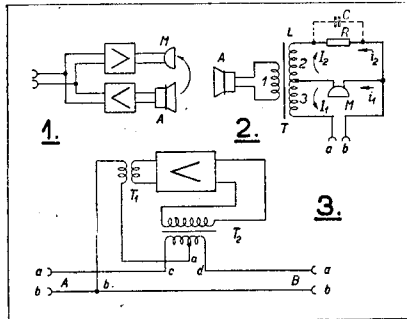 M
A
1.
L
C
R
A
1
2
3
I₂
i₂
I₁
M
i₁
T
a b
2.
T₁
T₂
3.
a
a A c d a
b b. B b